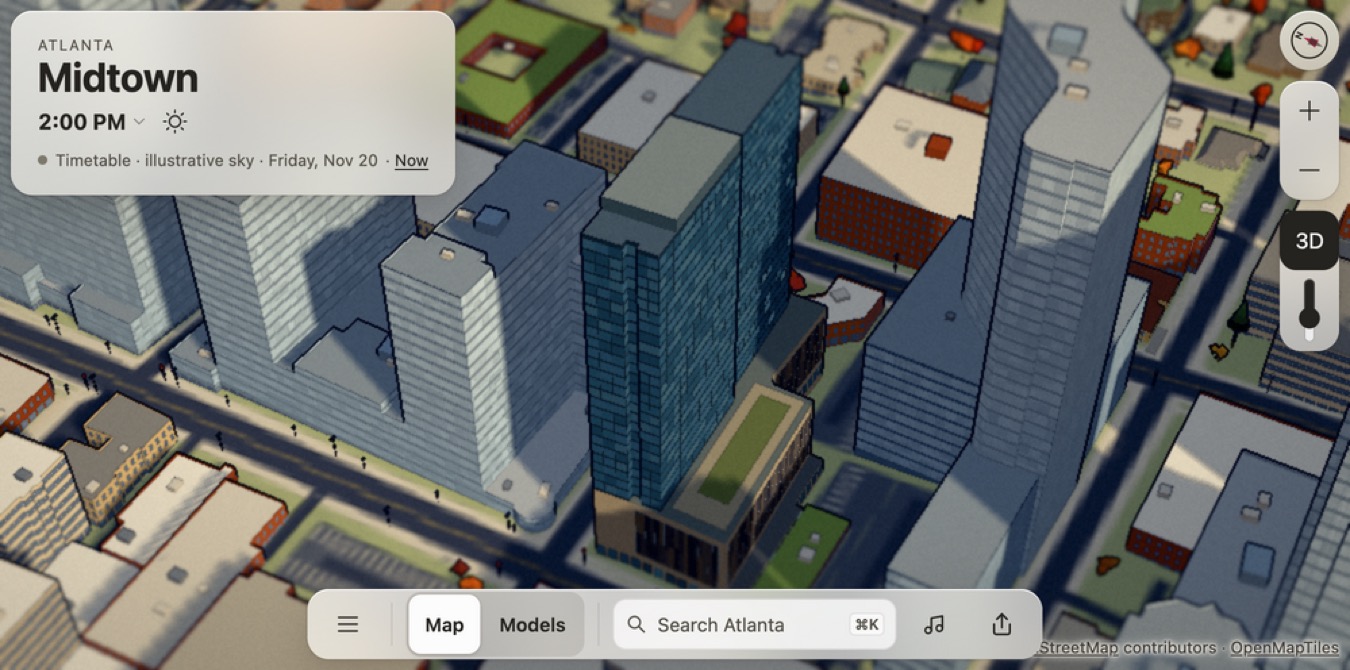 ATLANTA
Midtown
2:00 PM
Timetable · illustrative sky · Friday, Nov 20 · Now
N
3D
Map Models Search Atlanta ⌘K
StreetMap contributors · OpenMapTiles